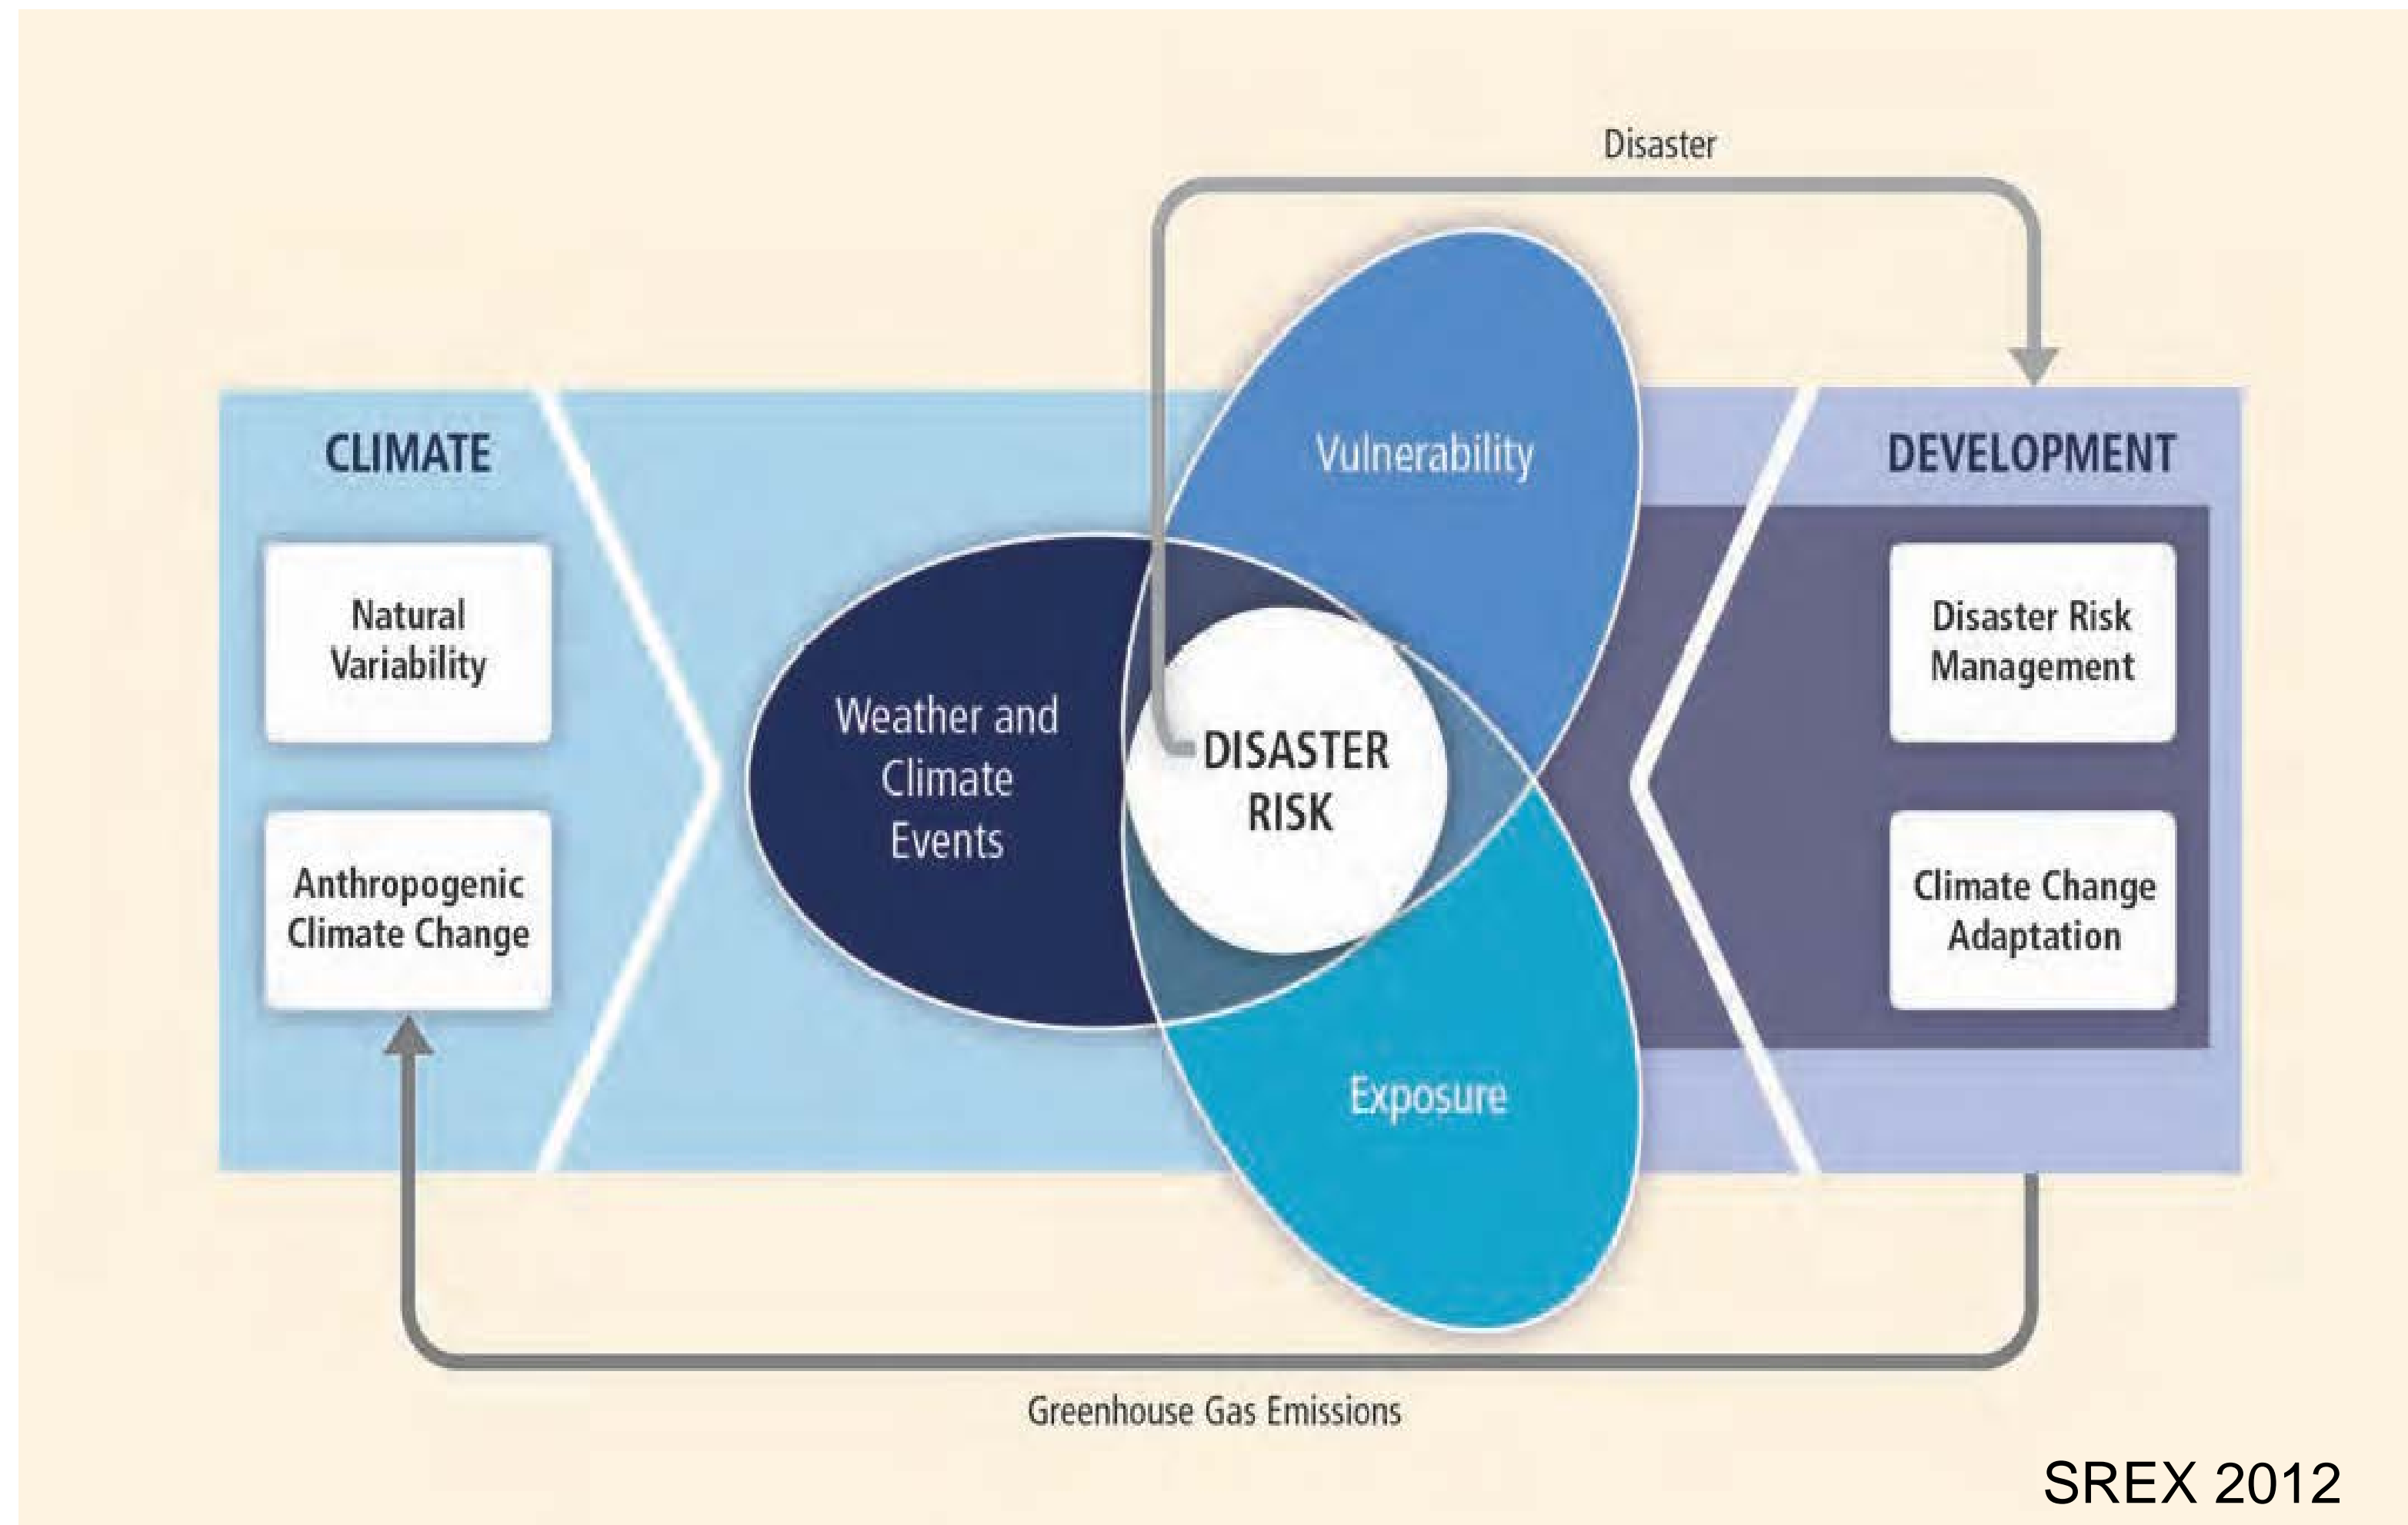 Disaster
CLIMATE
Natural
Variability
Anthropogenic
Climate Change
Vulnerability
Weather and
Climate
Events
DISASTER
RISK
Exposure
DEVELOPMENT
Disaster Risk
Management
Climate Change
Adaptation
Greenhouse Gas Emissions
SREX 2012